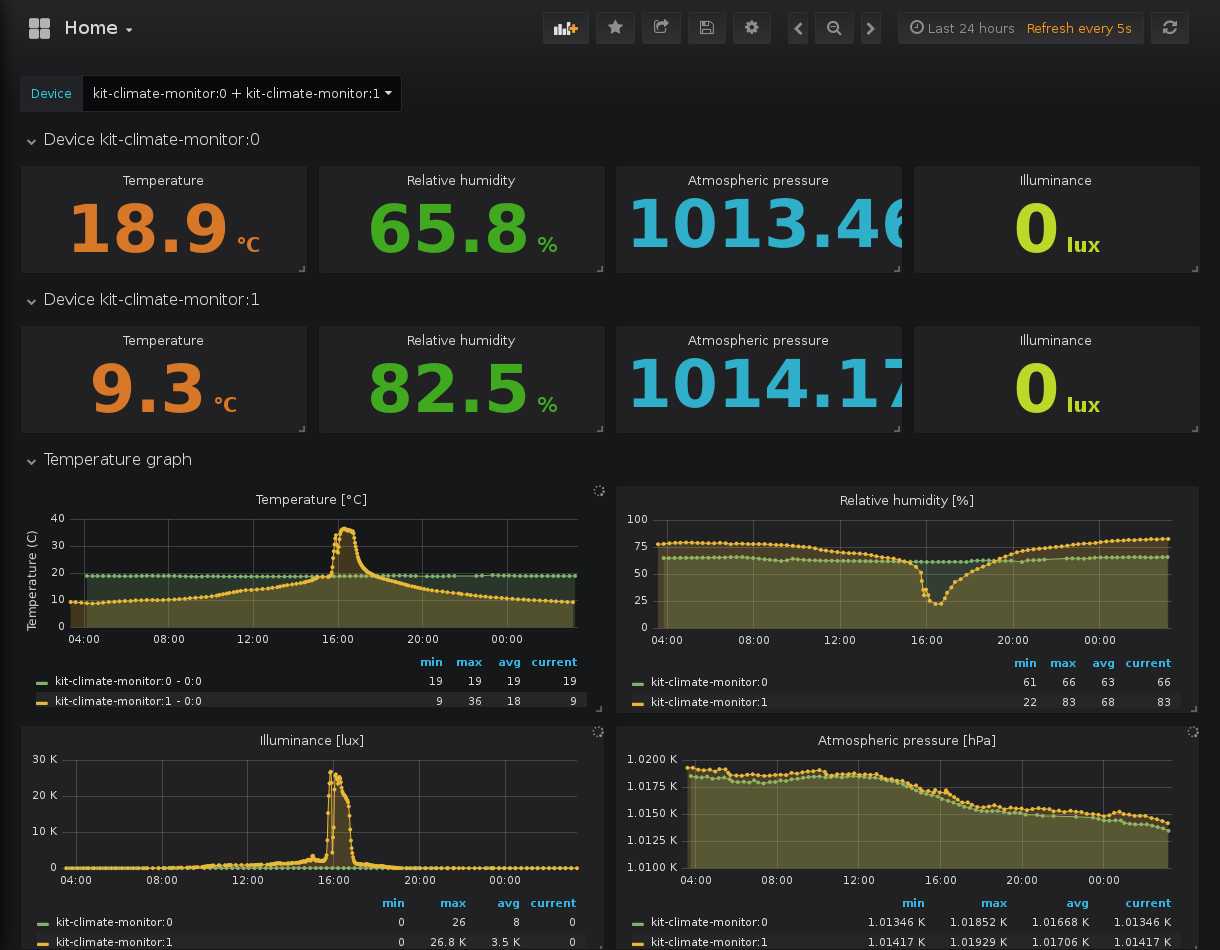 Home
Last 24 hours Refresh every 5s
Device kit-climate-monitor:0 + kit-climate-monitor:1
Device kit-climate-monitor:0
Temperature Relative humidity Atmospheric pressure Illuminance
18.9 °C 65.8 % 1013.46 0 lux
Device kit-climate-monitor:1
Temperature Relative humidity Atmospheric pressure Illuminance
9.3 °C 82.5 % 1014.17 0 lux
Temperature graph
Temperature [°C]
Temperature (C)
40
30
20
10
0
04:00 08:00 12:00 16:00 20:00 00:00
min max avg current
kit-climate-monitor:0 - 0:0 19 19 19 19
kit-climate-monitor:1 - 0:0 9 36 18 9
Relative humidity [%]
100
75
50
25
0
04:00 08:00 12:00 16:00 20:00 00:00
min max avg current
kit-climate-monitor:0 61 66 63 66
kit-climate-monitor:1 22 83 68 83
Illuminance [lux]
30 K
20 K
10 K
0
04:00 08:00 12:00 16:00 20:00 00:00
min max avg current
kit-climate-monitor:0 0 26 8 0
kit-climate-monitor:1 0 26.8 K 3.5 K 0
Atmospheric pressure [hPa]
1.0200 K
1.0175 K
1.0150 K
1.0125 K
1.0100 K
04:00 08:00 12:00 16:00 20:00 00:00
min max avg current
kit-climate-monitor:0 1.01346 K 1.01852 K 1.01668 K 1.01346 K
kit-climate-monitor:1 1.01417 K 1.01929 K 1.01706 K 1.01417 K